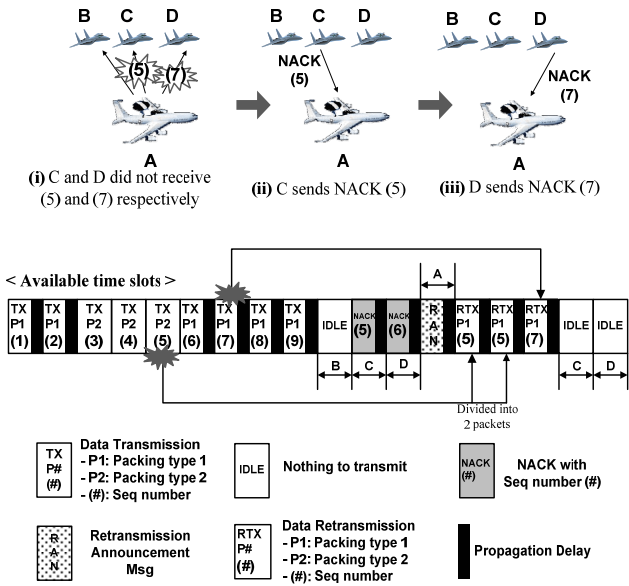 B C D
(5) (7)
A
(i) C and D did not receive
(5) and (7) respectively
B C D
NACK
(5)
A
(ii) C sends NACK (5)
B C D
NACK
(7)
A
(iii) D sends NACK (7)
< Available time slots >
A
TX P1 (1)
TX P1 (2)
TX P2 (3)
TX P2 (4)
TX P2 (5)
TX P1 (6)
TX P1 (7)
TX P1 (8)
TX P1 (9)
IDLE
NACK (5)
NACK (6)
R A N
RTX P1 (5)
RTX P1 (5)
RTX P1 (7)
IDLE
IDLE
B C D
C D
Divided into
2 packets
TX
P#
(#)
Data Transmission
- P1: Packing type 1
- P2: Packing type 2
- (#): Seq number
IDLE
Nothing to transmit
NACK
(#)
NACK with
Seq number (#)
R
A
N
Retransmission
Announcement
Msg
RTX
P#
(#)
Data Retransmission
- P1: Packing type 1
- P2: Packing type 2
- (#): Seq number
Propagation Delay